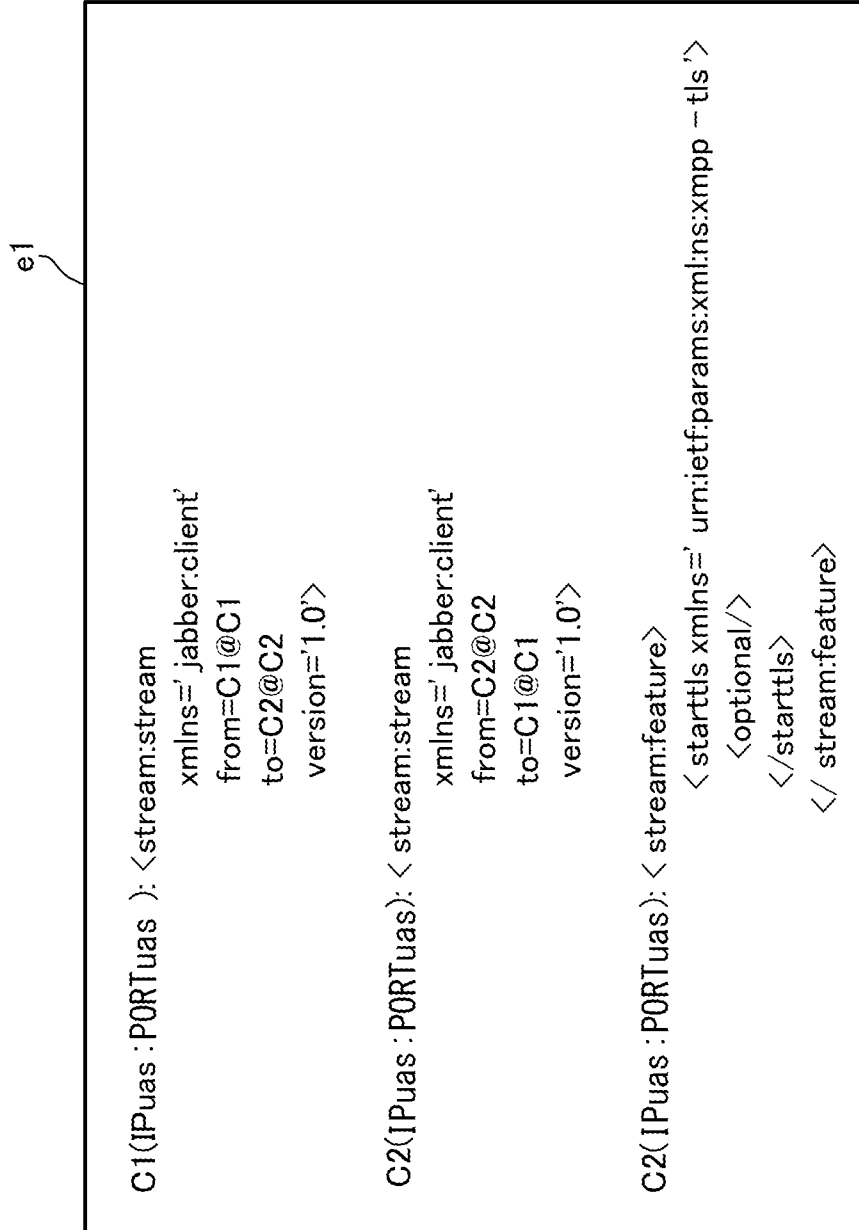 e1
C1(IPuas : PORTuas ): <stream:stream
xmlns=' jabber:client'
from=C1@C1
to=C2@C2
version='1.0'>
C2(IPuas : PORTuas): < stream:stream
xmlns=' jabber:client'
from=C2@C2
to=C1@C1
version='1.0'>
C2(IPuas : PORTuas): < stream:feature>
< starttls xmlns=' urn:ietf:params:xml:ns:xmpp -tls'>
<optional/>
</starttls>
</ stream:feature>